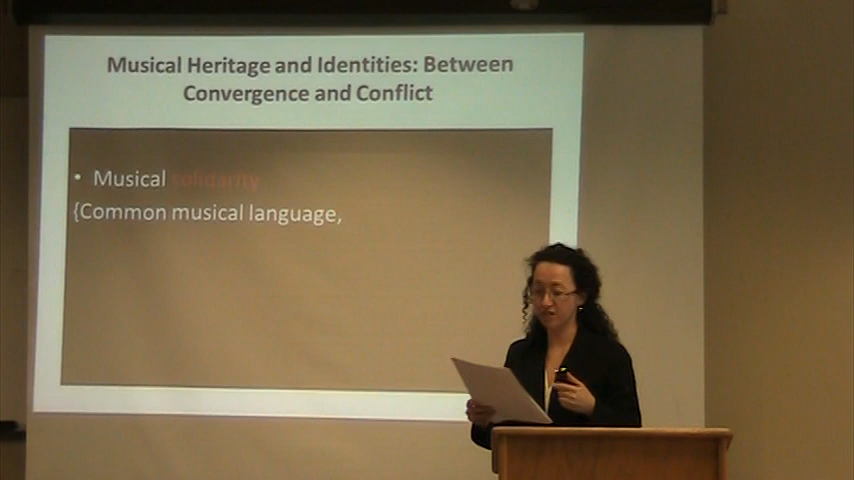 Musical Heritage and Identities: Between
Convergence and Conflict
• Musical solidarity
{Common musical language,